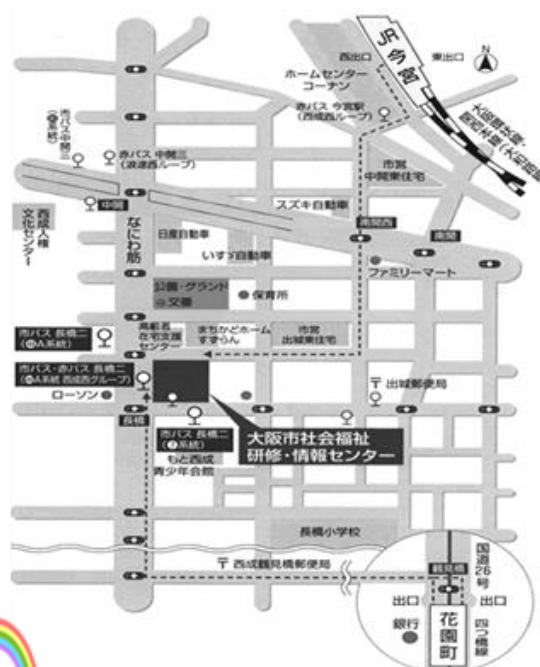 西出口
JR今宮
東出口
N
ホームセンター
コーナン
赤バス 今宮駅
(西成西ループ)
大阪環状線・
市バス中開三
赤バス 中開三
(浪速西ループ)
市営
中開東住宅
スズキ自動車
中開
西成人権
文化センター
なにわ筋
日産自動車
いすゞ自動車
南開西
南開
ファミリーマート
公園・グランド
交番
保育所
市バス 長橋二
高齢者
在宅支援
センター
まちかどホーム
すずらん
市営
出城東住宅
市バス・赤バス 長橋二
ローソン
〒出城郵便局
長橋
市バス 長橋二
(❼系統)
大阪市社会福祉
研修・情報センター
もと西成
青少年会館
長橋小学校
〒西成鶴見橋郵便局
鶴見橋
国道26号
出口
出口
銀行
花園町
四つ橋線